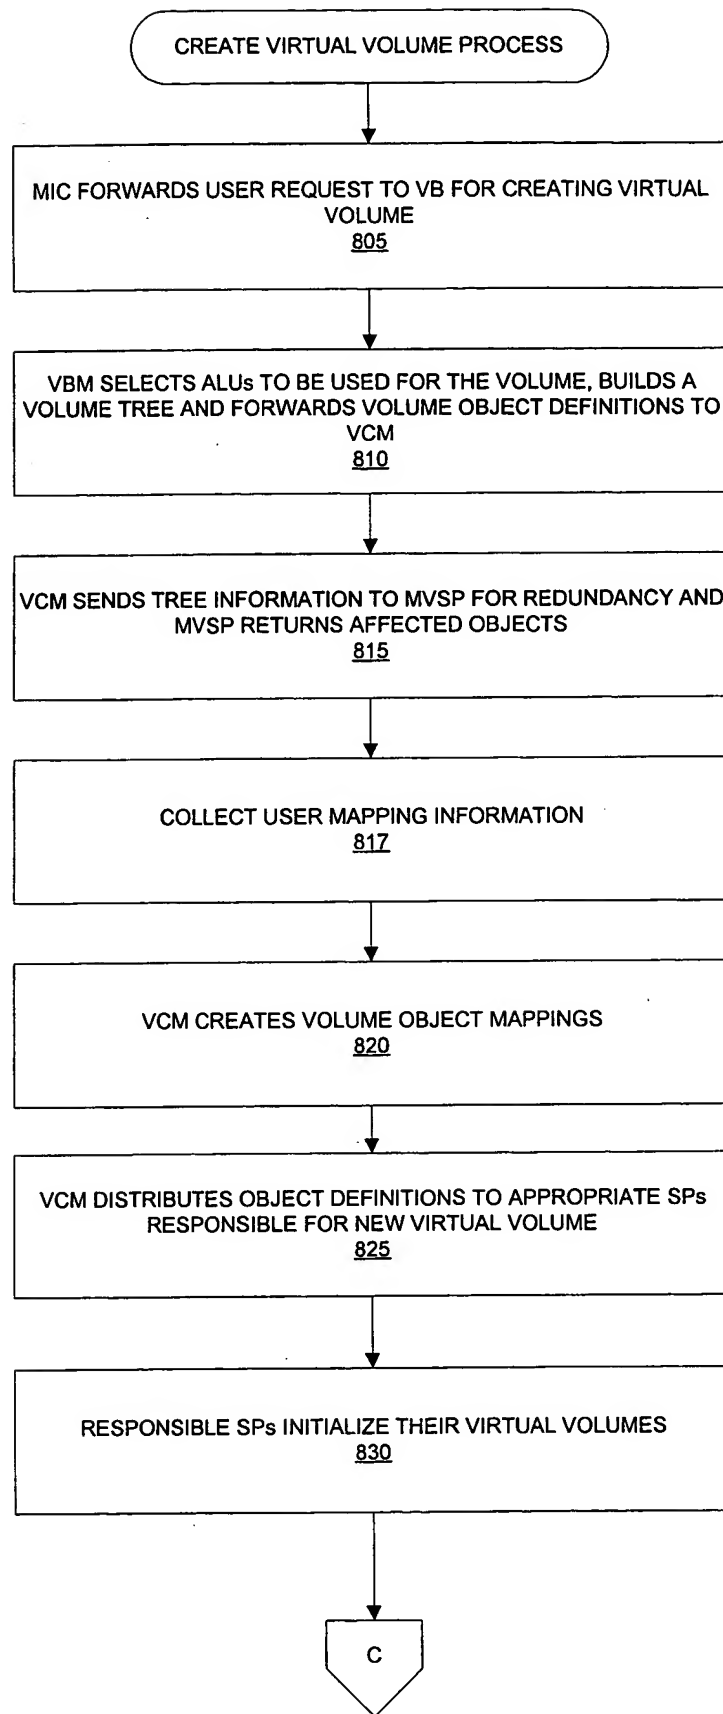 CREATE VIRTUAL VOLUME PROCESS
MIC FORWARDS USER REQUEST TO VB FOR CREATING VIRTUAL
VOLUME
805
VBM SELECTS ALUs TO BE USED FOR THE VOLUME, BUILDS A
VOLUME TREE AND FORWARDS VOLUME OBJECT DEFINITIONS TO
VCM
810
VCM SENDS TREE INFORMATION TO MVSP FOR REDUNDANCY AND
MVSP RETURNS AFFECTED OBJECTS
815
COLLECT USER MAPPING INFORMATION
817
VCM CREATES VOLUME OBJECT MAPPINGS
820
VCM DISTRIBUTES OBJECT DEFINITIONS TO APPROPRIATE SPs
RESPONSIBLE FOR NEW VIRTUAL VOLUME
825
RESPONSIBLE SPs INITIALIZE THEIR VIRTUAL VOLUMES
830
C